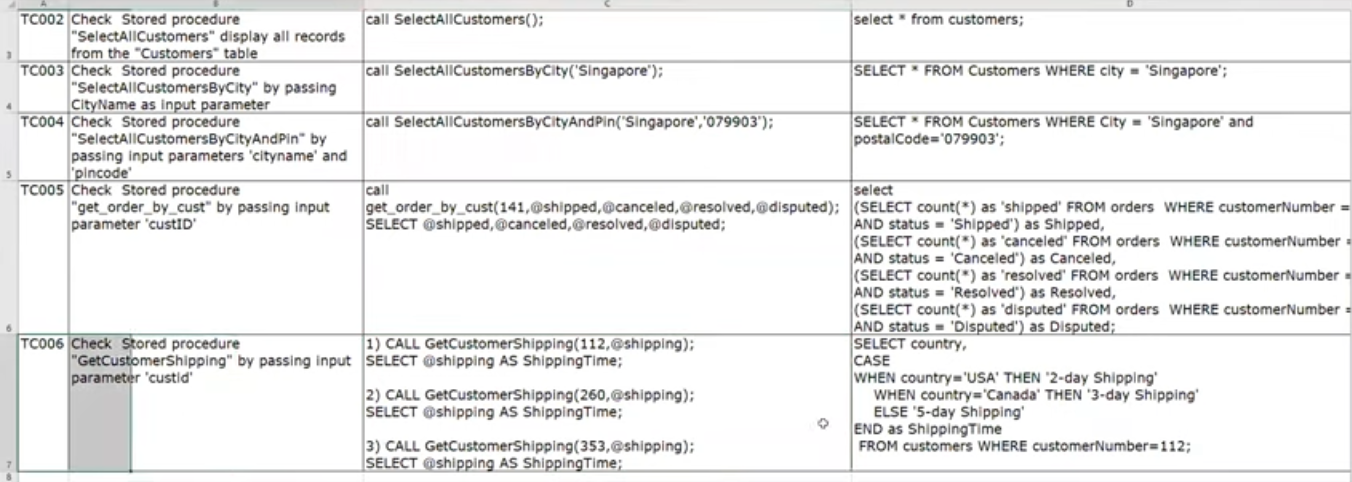 A B C D
3
TC002
Check Stored procedure
"SelectAllCustomers" display all records
from the "Customers" table
call SelectAllCustomers();
select * from customers;
4
TC003
Check Stored procedure
"SelectAllCustomersByCity" by passing
CityName as input parameter
call SelectAllCustomersByCity('Singapore');
SELECT * FROM Customers WHERE city = 'Singapore';
5
TC004
Check Stored procedure
"SelectAllCustomersByCityAndPin" by
passing input parameters 'cityname' and
'pincode'
call SelectAllCustomersByCityAndPin('Singapore','079903');
SELECT * FROM Customers WHERE City = 'Singapore' and
postalCode='079903';
6
TC005
Check Stored procedure
"get_order_by_cust" by passing input
parameter 'custID'
call
get_order_by_cust(141,@shipped,@canceled,@resolved,@disputed);
SELECT @shipped,@canceled,@resolved,@disputed;
select
(SELECT count(*) as 'shipped' FROM orders WHERE customerNumber =
AND status = 'Shipped') as Shipped,
(SELECT count(*) as 'canceled' FROM orders WHERE customerNumber =
AND status = 'Canceled') as Canceled,
(SELECT count(*) as 'resolved' FROM orders WHERE customerNumber =
AND status = 'Resolved') as Resolved,
(SELECT count(*) as 'disputed' FROM orders WHERE customerNumber =
AND status = 'Disputed') as Disputed;
7
TC006
Check Stored procedure
"GetCustomerShipping" by passing input
parameter 'custid'
1) CALL GetCustomerShipping(112,@shipping);
SELECT @shipping AS ShippingTime;
2) CALL GetCustomerShipping(260,@shipping);
SELECT @shipping AS ShippingTime;
3) CALL GetCustomerShipping(353,@shipping);
SELECT @shipping AS ShippingTime;
SELECT country,
CASE
WHEN country='USA' THEN '2-day Shipping'
WHEN country='Canada' THEN '3-day Shipping'
ELSE '5-day Shipping'
END as ShippingTime
FROM customers WHERE customerNumber=112;
8